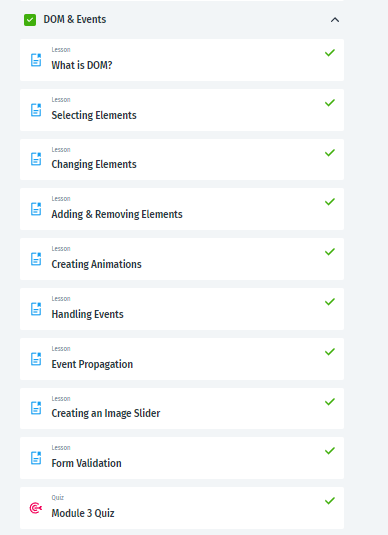 DOM & Events
Lesson
What is DOM?
Lesson
Selecting Elements
Lesson
Changing Elements
Lesson
Adding & Removing Elements
Lesson
Creating Animations
Lesson
Handling Events
Lesson
Event Propagation
Lesson
Creating an Image Slider
Lesson
Form Validation
Quiz
Module 3 Quiz